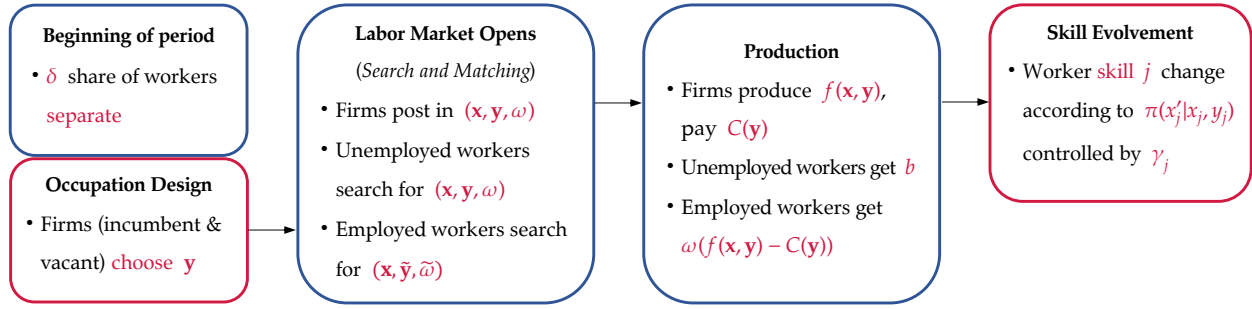 Beginning of period
• δ share of workers
separate
Occupation Design
• Firms (incumbent &
vacant) choose y
Labor Market Opens
(Search and Matching)
• Firms post in (x, y, ω)
• Unemployed workers
search for (x, y, ω)
• Employed workers search
for (x, ỹ, ω̃)
Production
• Firms produce f(x, y),
pay C(y)
• Unemployed workers get b
• Employed workers get
ω(f(x, y) − C(y))
Skill Evolvement
• Worker skill j change
according to π(x′ⱼ|xⱼ, yⱼ)
controlled by γⱼ